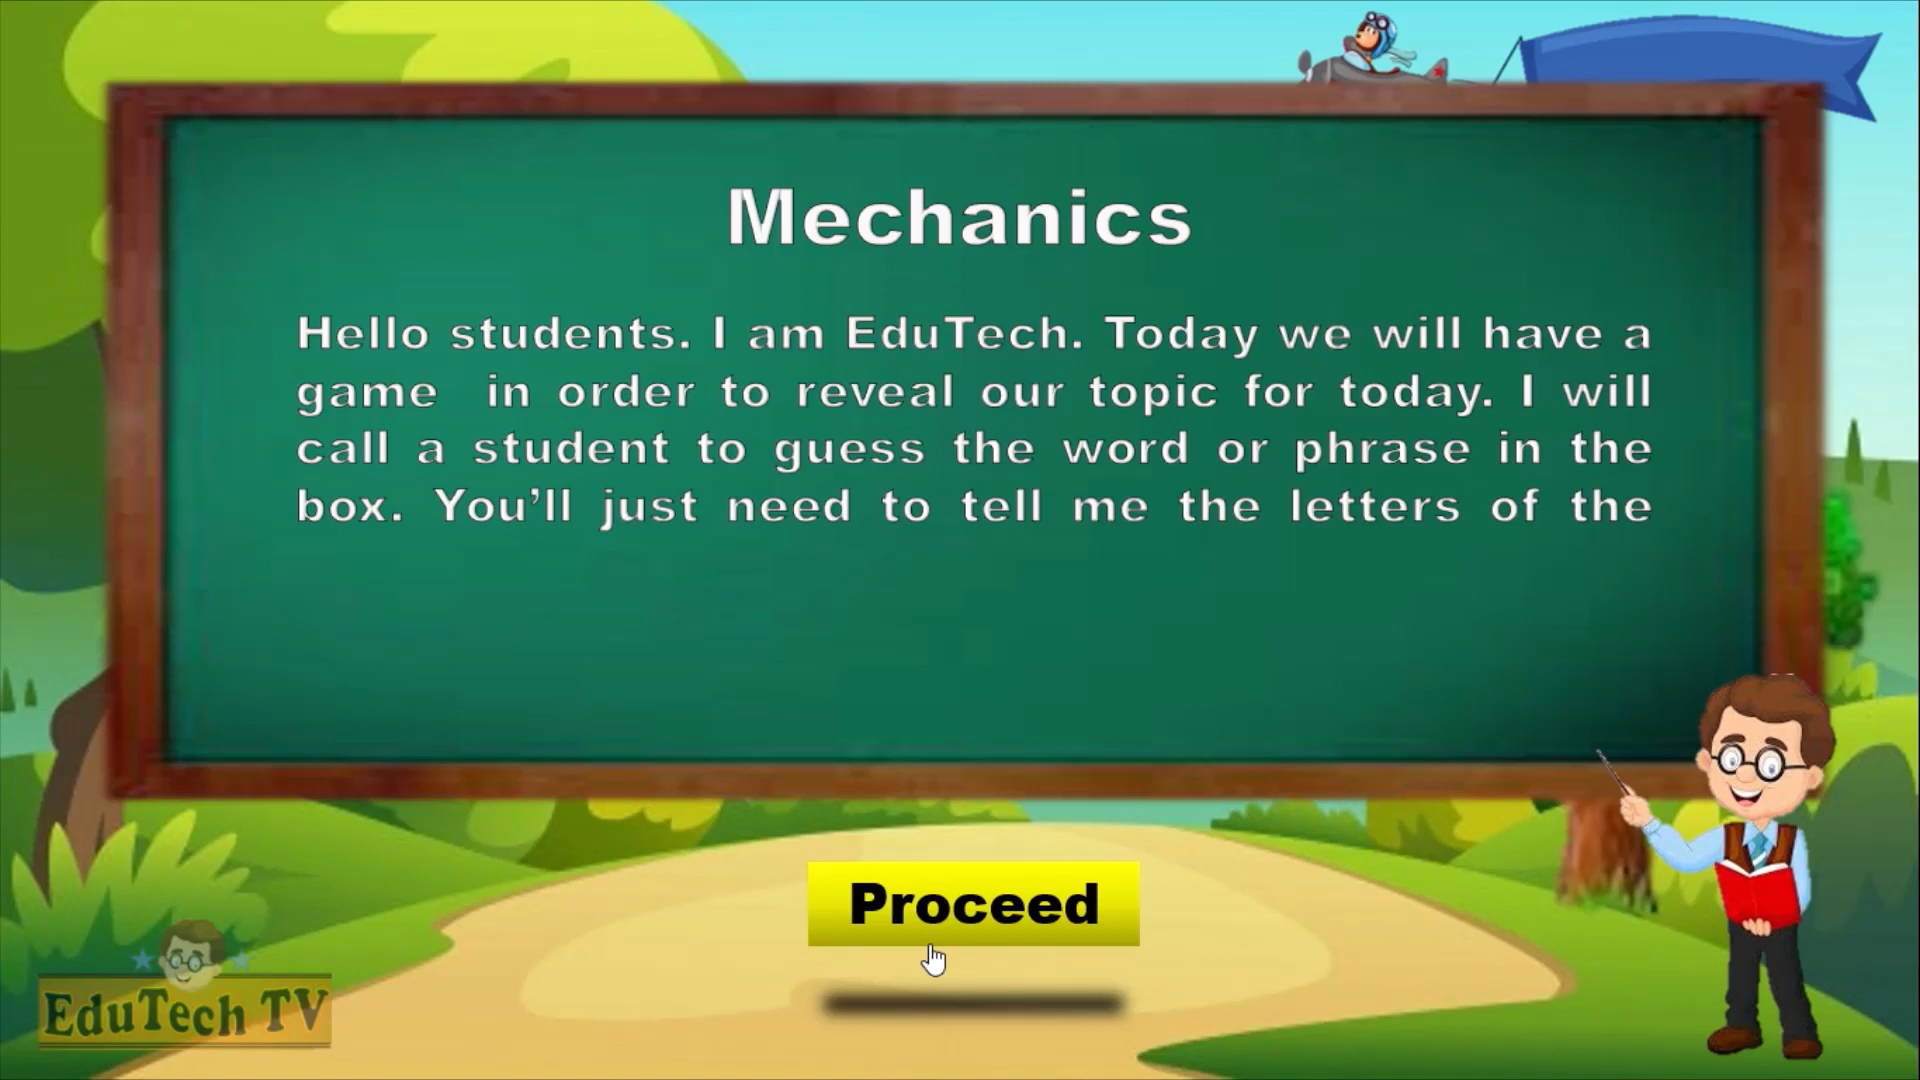 Mechanics
Hello students. I am EduTech. Today we will have a
game in order to reveal our topic for today. I will
call a student to guess the word or phrase in the
box. You’ll just need to tell me the letters of the
Proceed
EduTech TV